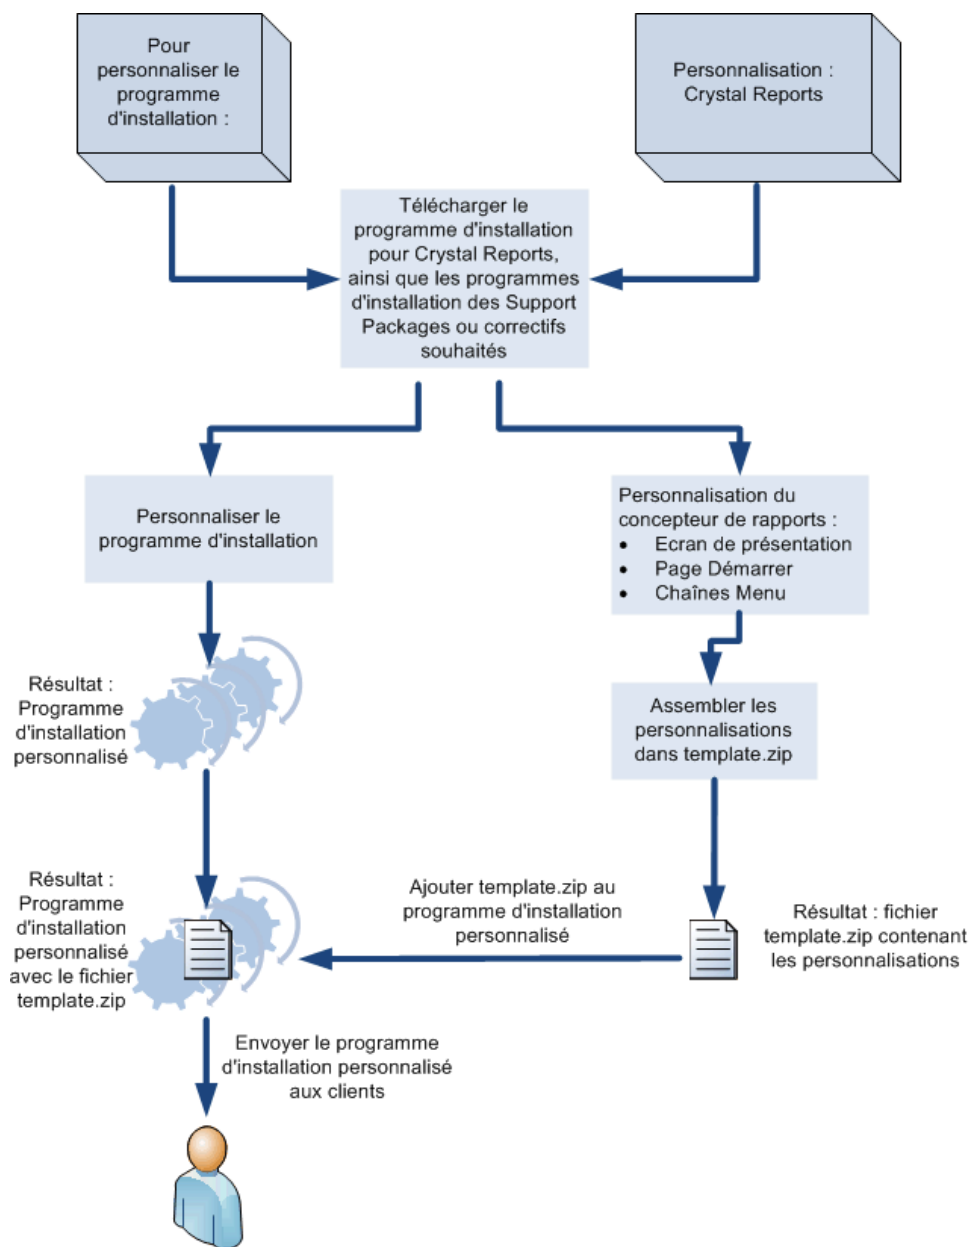 Pour
personnaliser le
programme
d'installation :
Personnalisation :
Crystal Reports
Télécharger le
programme d'installation
pour Crystal Reports,
ainsi que les programmes
d'installation des Support
Packages ou correctifs
souhaités
Personnaliser le
programme d'installation
Personnalisation du
concepteur de rapports :
• Ecran de présentation
• Page Démarrer
• Chaînes Menu
Résultat :
Programme
d'installation
personnalisé
Assembler les
personnalisations
dans template.zip
Résultat :
Programme
d'installation
personnalisé
avec le fichier
template.zip
Ajouter template.zip au
programme d'installation
personnalisé
Résultat : fichier
template.zip contenant
les personnalisations
Envoyer le programme
d'installation personnalisé
aux clients